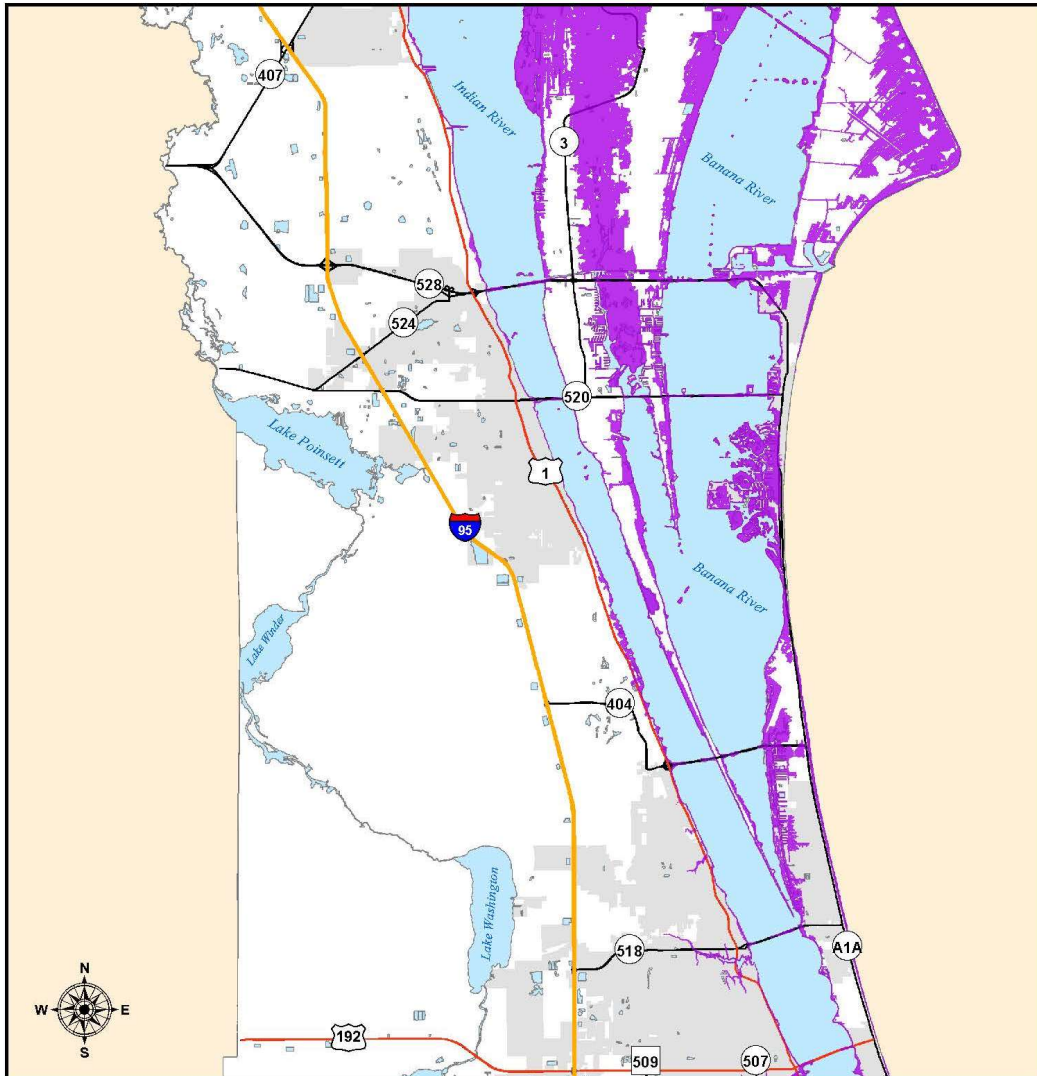 407
Indian River
3
Banana River
528
524
520
Lake Poinsett
1
95
Banana River
Lake Winder
404
Lake Washington
518
A1A
N
W E
S
192
509
507